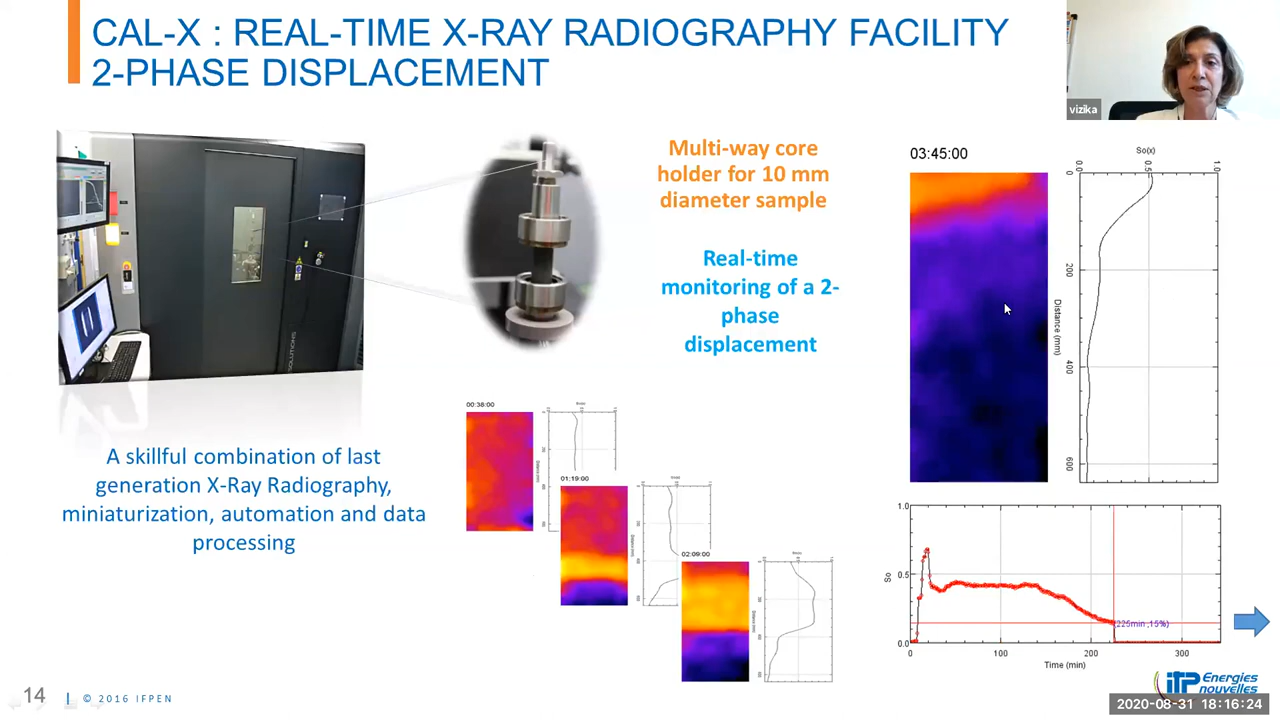 CAL-X : REAL-TIME X-RAY RADIOGRAPHY FACILITY
2-PHASE DISPLACEMENT
vizika
Multi-way core
holder for 10 mm
diameter sample
Real-time
monitoring of a 2-
phase
displacement
A skillful combination of last
generation X-Ray Radiography,
miniaturization, automation and data
processing
SOLUTIONS
00:38:00
01:19:00
02:09:00
03:45:00
So(x)
0.0
0.5
1.0
0
200
400
600
Distance (mm)
1.0
0.5
0.0
So
225min ,15%)
0
100
200
300
Time (min)
14
© 2016 IFPEN
ifp Energies
nouvelles
2020-08-31 18:16:24